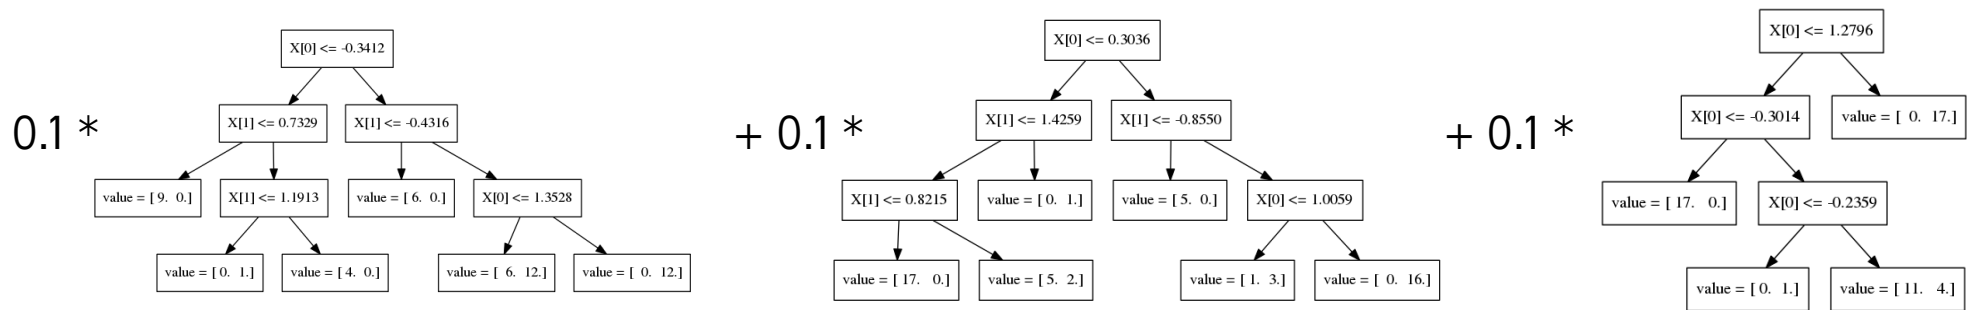 0.1 *
X[0] <= -0.3412
X[1] <= 0.7329
X[1] <= -0.4316
value = [ 9. 0.]
X[1] <= 1.1913
value = [ 6. 0.]
X[0] <= 1.3528
value = [ 0. 1.]
value = [ 4. 0.]
value = [ 6. 12.]
value = [ 0. 12.]
+ 0.1 *
X[0] <= 0.3036
X[1] <= 1.4259
X[1] <= -0.8550
X[1] <= 0.8215
value = [ 0. 1.]
value = [ 5. 0.]
X[0] <= 1.0059
value = [ 17. 0.]
value = [ 5. 2.]
value = [ 1. 3.]
value = [ 0. 16.]
+ 0.1 *
X[0] <= 1.2796
X[0] <= -0.3014
value = [ 0. 17.]
value = [ 17. 0.]
X[0] <= -0.2359
value = [ 0. 1.]
value = [ 11. 4.]